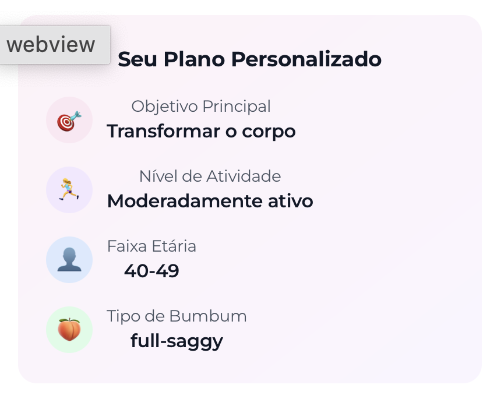 webview
Seu Plano Personalizado
Objetivo Principal
Transformar o corpo
Nível de Atividade
Moderadamente ativo
Faixa Etária
40-49
Tipo de Bumbum
full-saggy